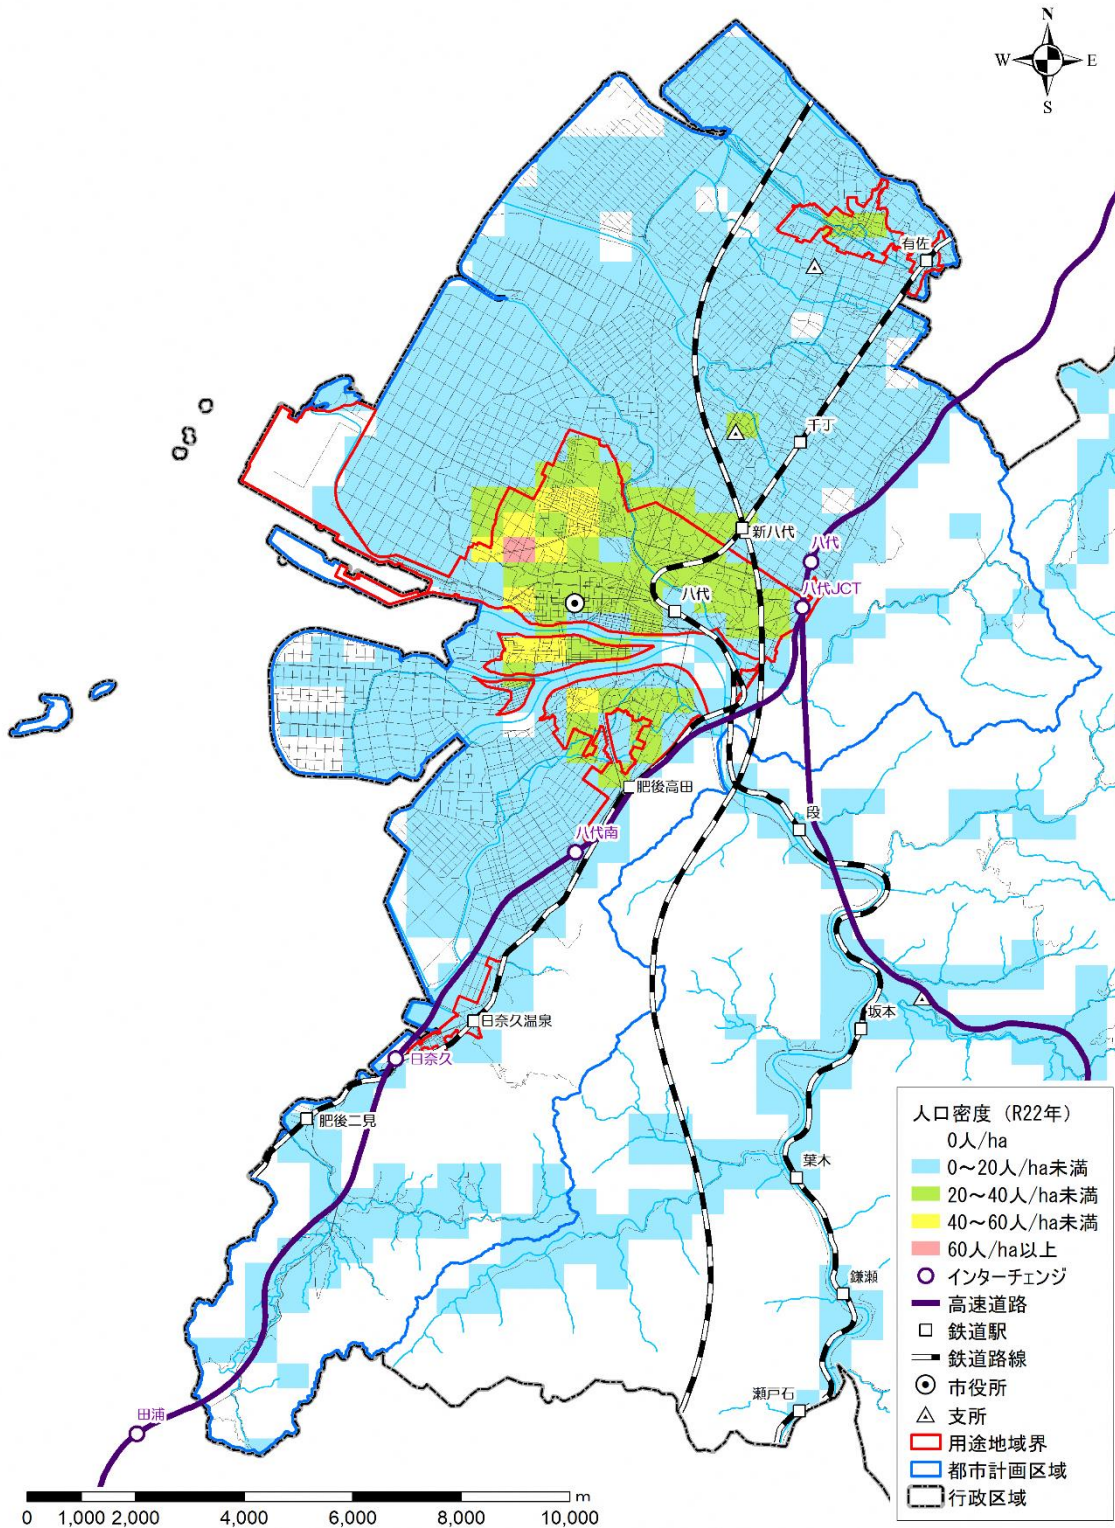 N
W E
S
有佐
千丁
新八代
八代
八代JCT
八代
肥後高田
段
八代南
坂本
日奈久温泉
日奈久
肥後二見
葉木
鎌瀬
瀬戸石
田浦
人口密度 (R22年)
0人/ha
0～20人/ha未満
20～40人/ha未満
40～60人/ha未満
60人/ha以上
インターチェンジ
高速道路
鉄道駅
鉄道路線
市役所
支所
用途地域界
都市計画区域
行政区域
m
0 1,000 2,000 4,000 6,000 8,000 10,000